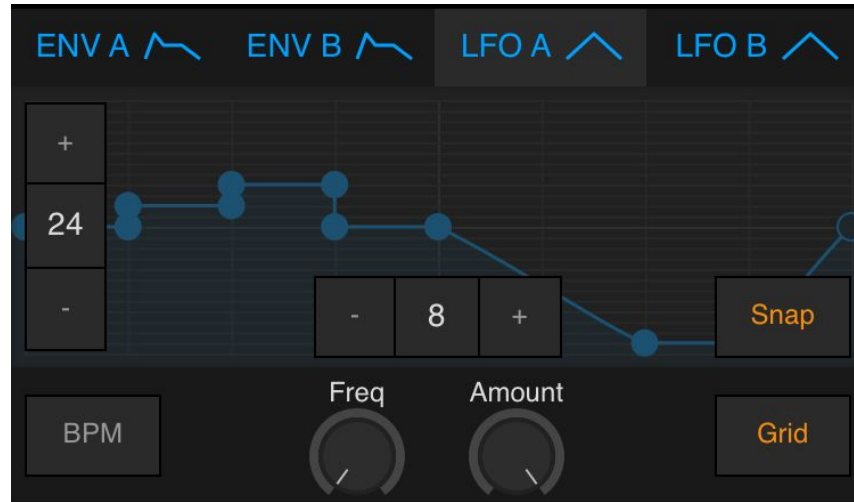 ENV A ENV B LFO A LFO B
+
24
-
- 8 +
Snap
Freq Amount
BPM
Grid